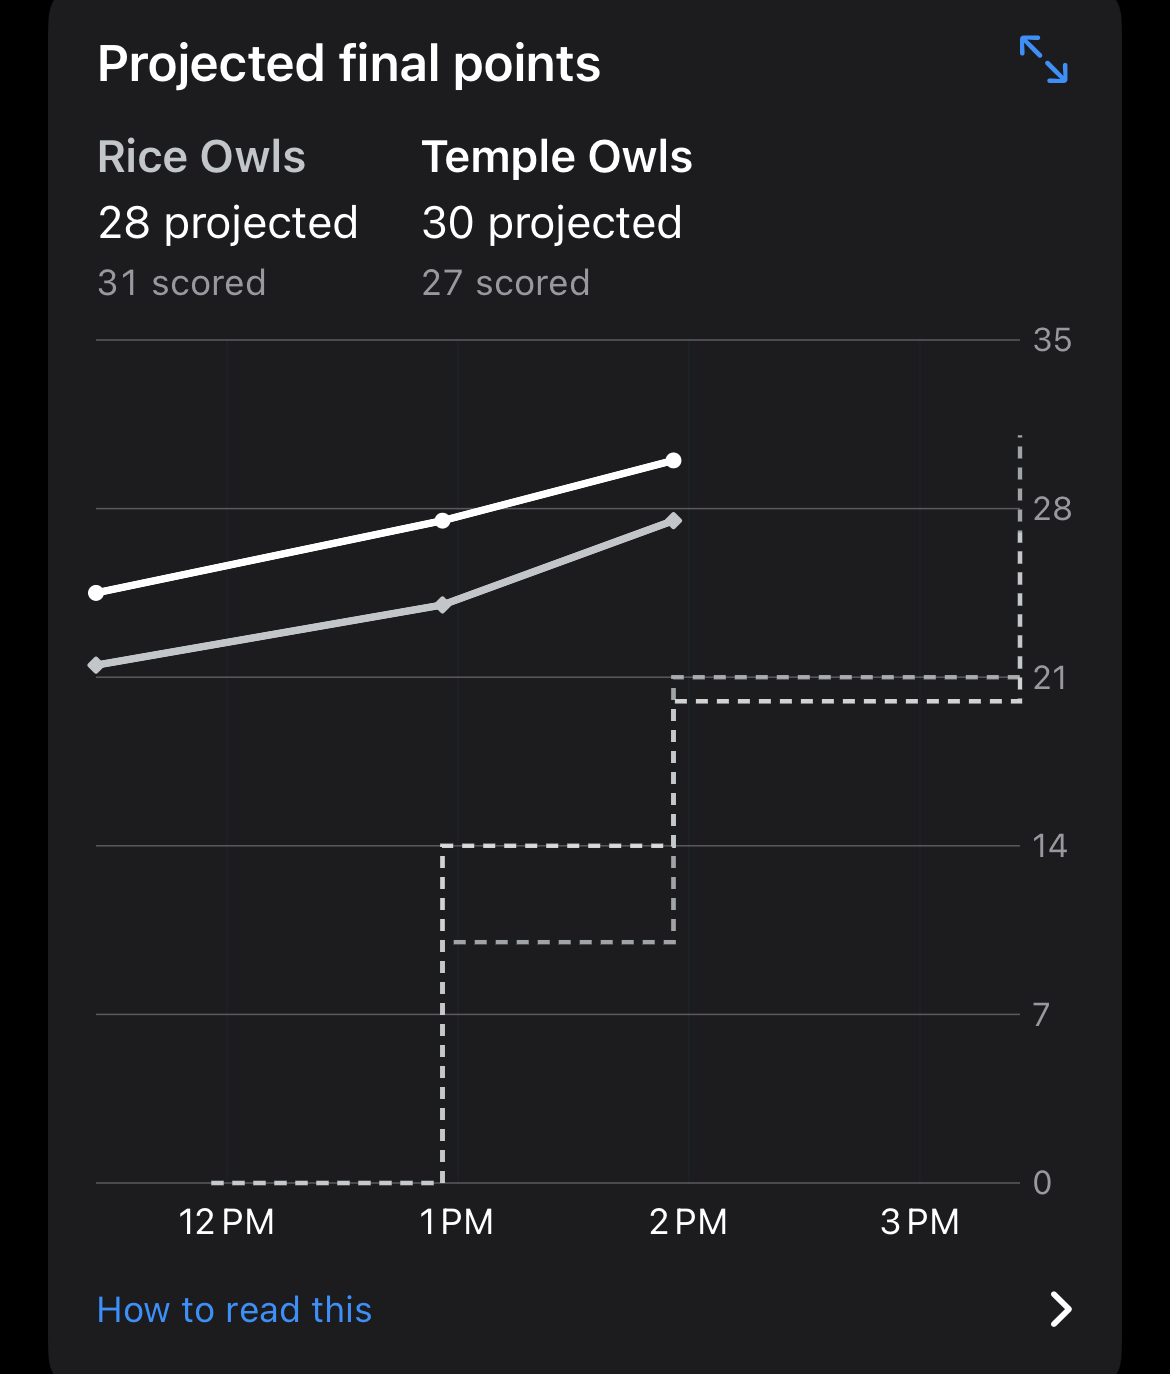 Projected final points
Rice Owls
28 projected
31 scored
Temple Owls
30 projected
27 scored
35
28
21
14
7
0
12 PM
1 PM
2 PM
3 PM
How to read this